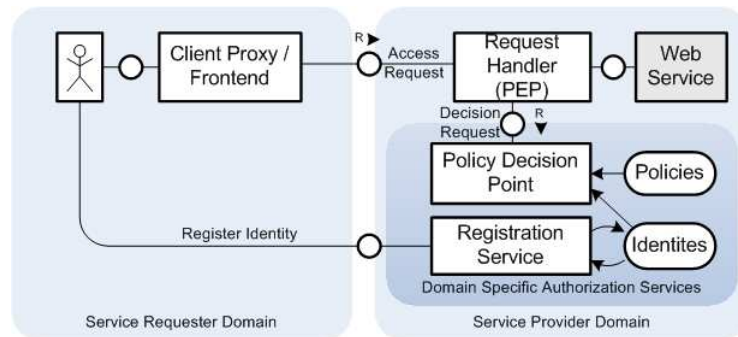 Client Proxy /
Frontend
R
Access
Request
Request
Handler
(PEP)
Web
Service
Decision
Request
R
Policy Decision
Point
Policies
Register Identity
Registration
Service
Identites
Domain Specific Authorization Services
Service Requester Domain
Service Provider Domain